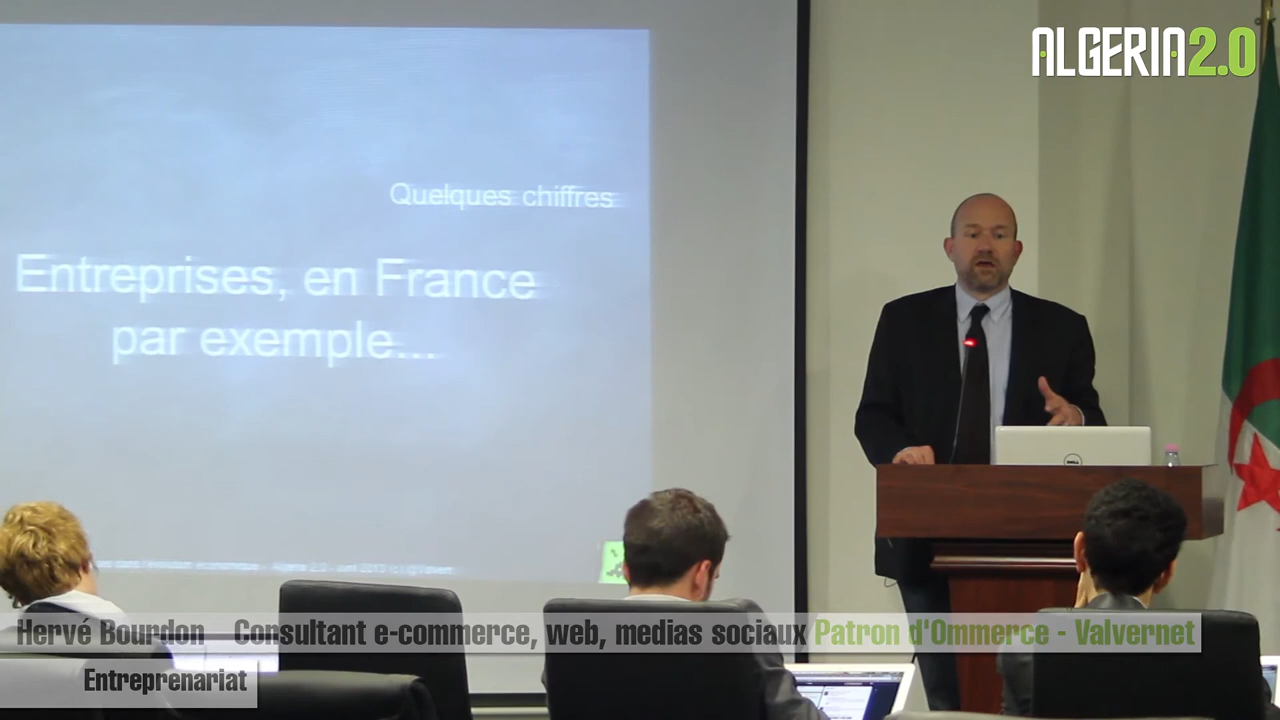 ALGERIA2.0
Quelques chiffres
Entreprises, en France
par exemple...
DELL
Hervé Bourdon Consultant e-commerce, web, medias sociaux Patron d'Ommerce - Valvernet
Entreprenariat